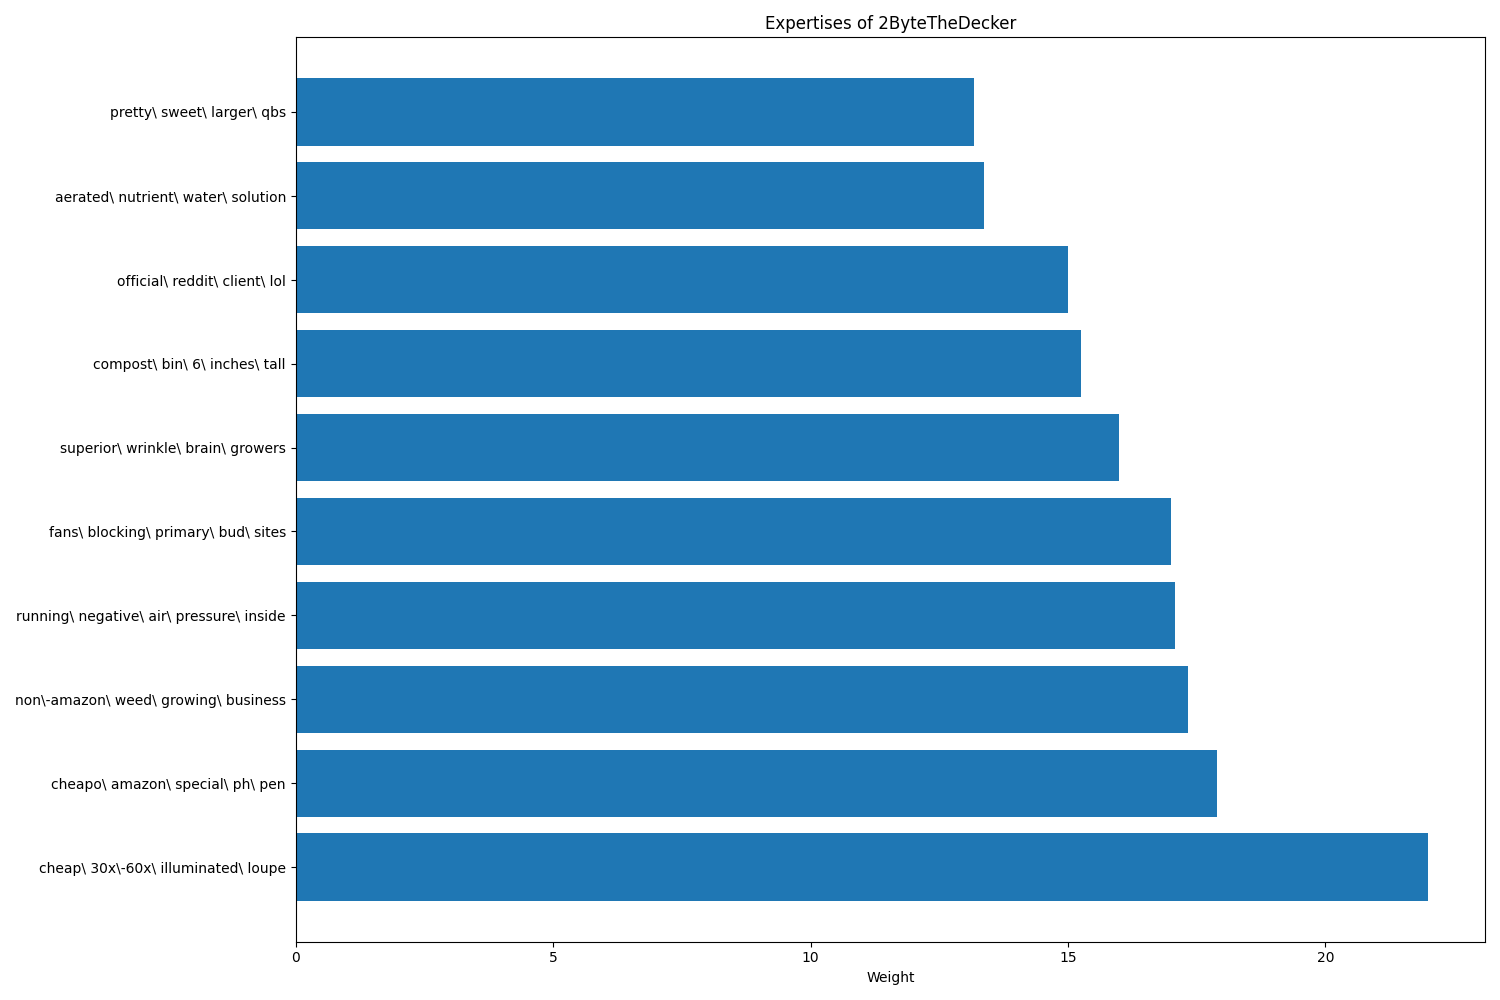 Expertises of 2ByteTheDecker
pretty\ sweet\ larger\ qbs
aerated\ nutrient\ water\ solution
official\ reddit\ client\ lol
compost\ bin\ 6\ inches\ tall
superior\ wrinkle\ brain\ growers
fans\ blocking\ primary\ bud\ sites
running\ negative\ air\ pressure\ inside
non\-amazon\ weed\ growing\ business
cheapo\ amazon\ special\ ph\ pen
cheap\ 30x\-60x\ illuminated\ loupe
0 5 10 15 20
Weight